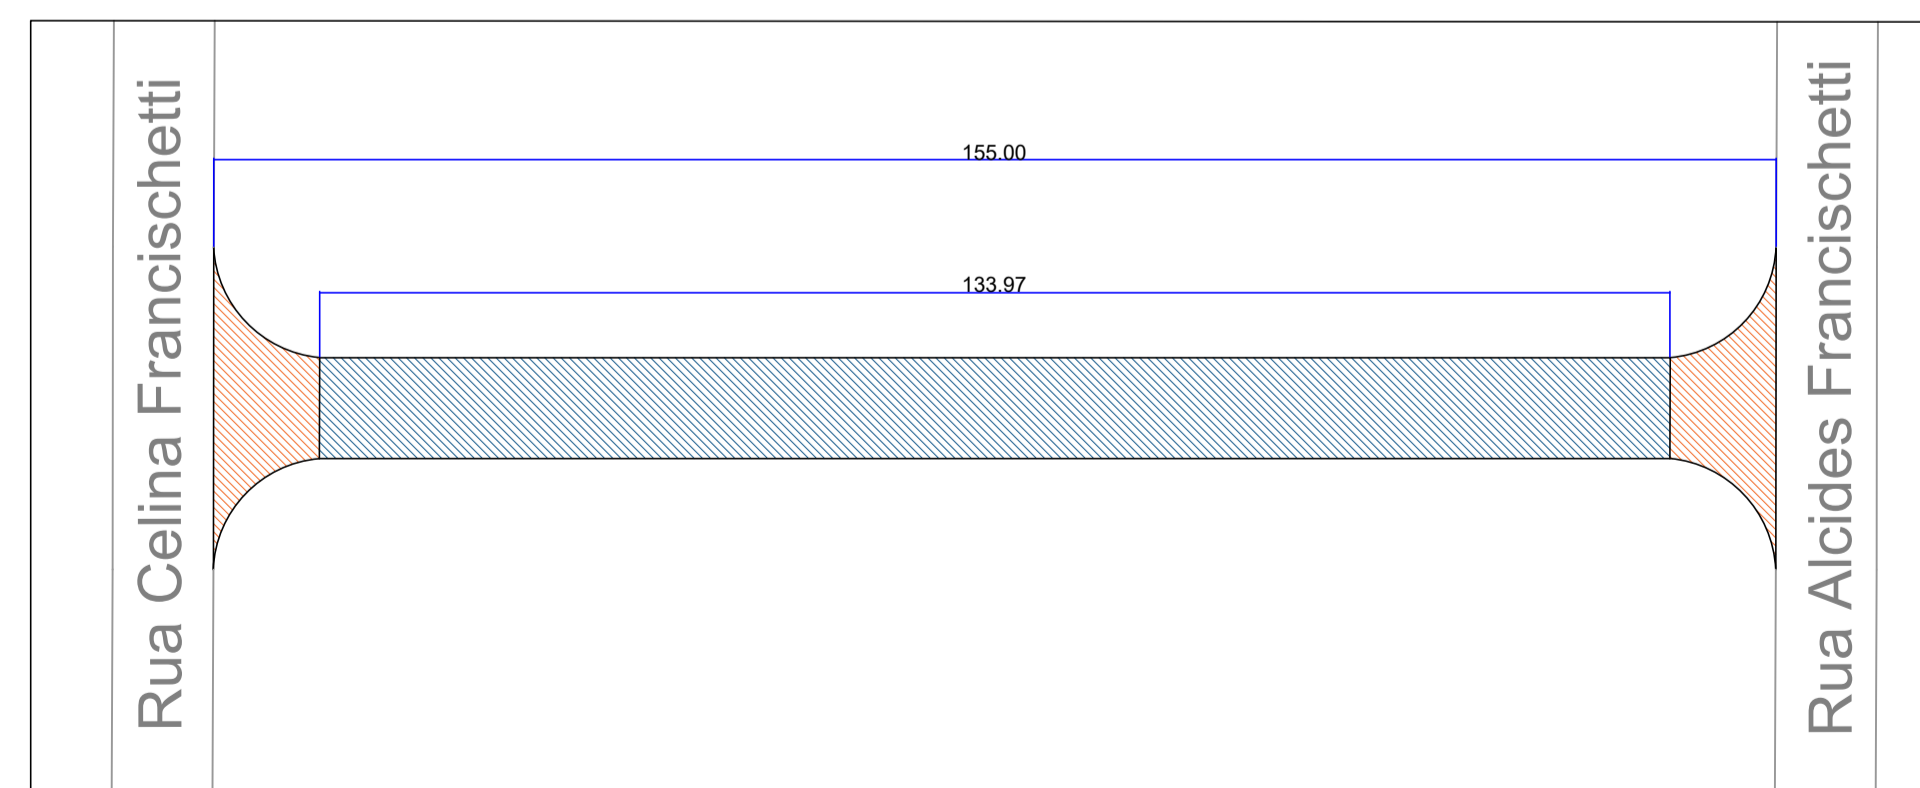 Rua Celina Francischetti
155.00
133.97
Rua Alcides Francischetti